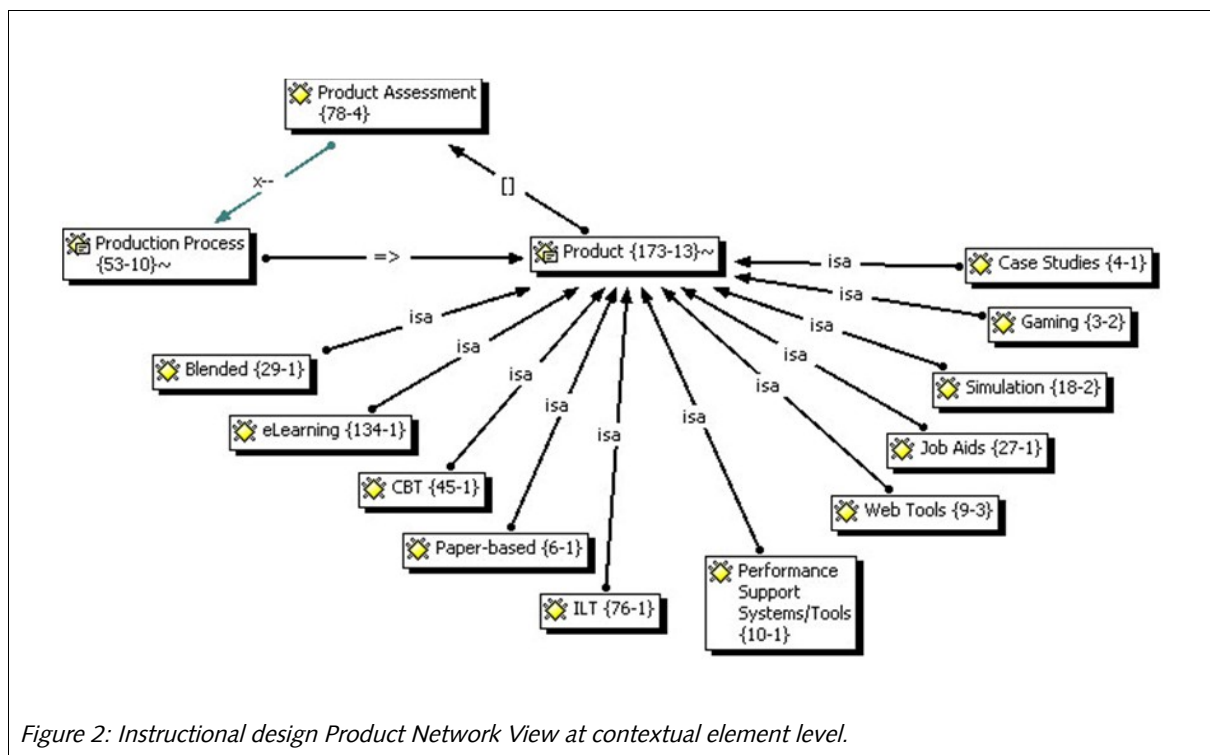 Product Assessment
{78-4}
x--
[]
Production Process
{53-10}~
=>
Product {173-13}~
isa
Case Studies {4-1}
isa
Gaming {3-2}
isa
isa
Blended {29-1}
isa
isa
Simulation {18-2}
isa
isa
eLearning {134-1}
isa
isa
isa
Job Aids {27-1}
CBT {45-1}
Web Tools {9-3}
Paper-based {6-1}
Performance
Support
Systems/Tools
{10-1}
ILT {76-1}
Figure 2: Instructional design Product Network View at contextual element level.